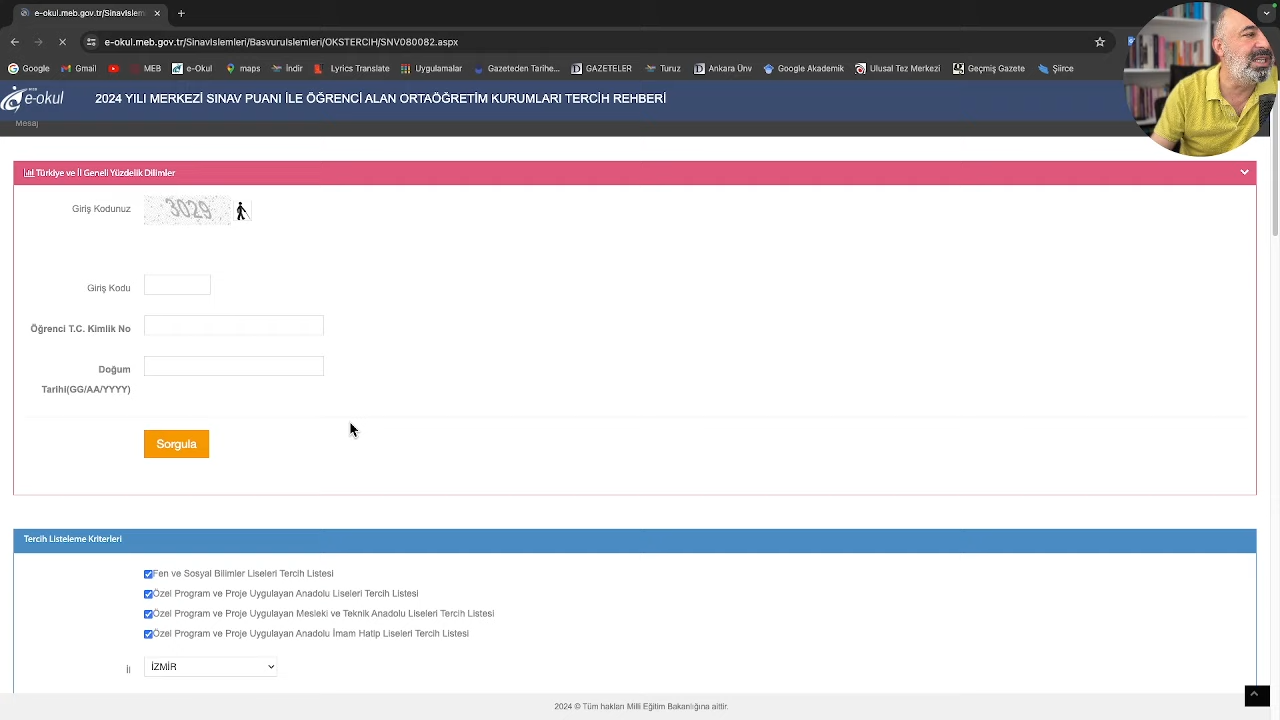 e-okul.meb.gov.tr/SinavIslem
e-okul.meb.gov.tr/SinavIslemleri/BasvuruIslemleri/OKSTERCIH/SNV080082.aspx
Google Gmail MEB e-Okul maps İndir Lyrics Translate Uygulamalar Gazeteden Tarihe... GAZETELER Turuz Ankara Ünv Google Akademik Ulusal Tez Merkezi Geçmiş Gazete Şiirce
MEB
e-okul
2024 YILI MERKEZİ SINAV PUANI İLE ÖĞRENCİ ALAN ORTAÖĞRETİM KURUMLARI TERCİH REHBERİ
Mesaj
Türkiye ve İl Geneli Yüzdelik Dilimler
Giriş Kodunuz 3029
Giriş Kodu
Öğrenci T.C. Kimlik No
Doğum
Tarihi(GG/AA/YYYY)
Sorgula
Tercih Listeleme Kriterleri
Fen ve Sosyal Bilimler Liseleri Tercih Listesi
Özel Program ve Proje Uygulayan Anadolu Liseleri Tercih Listesi
Özel Program ve Proje Uygulayan Mesleki ve Teknik Anadolu Liseleri Tercih Listesi
Özel Program ve Proje Uygulayan Anadolu İmam Hatip Liseleri Tercih Listesi
İl İZMİR
2024 © Tüm hakları Milli Eğitim Bakanlığına aittir.